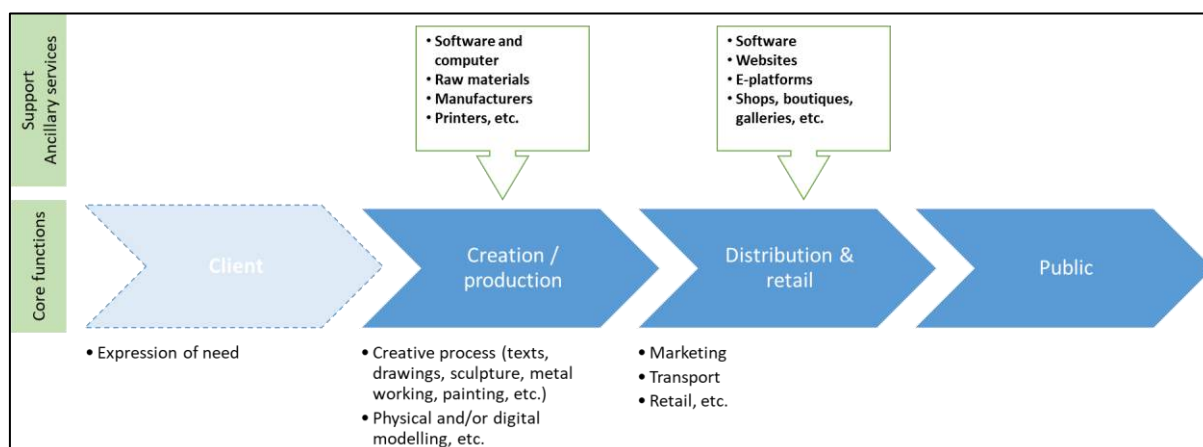 Support
Ancillary services
• Software and
computer
• Raw materials
• Manufacturers
• Printers, etc.
• Software
• Websites
• E-platforms
• Shops, boutiques,
galleries, etc.
Core functions
Client
Creation /
production
Distribution &
retail
Public
• Expression of need
• Creative process (texts,
drawings, sculpture, metal
working, painting, etc.)
• Physical and/or digital
modelling, etc.
• Marketing
• Transport
• Retail, etc.